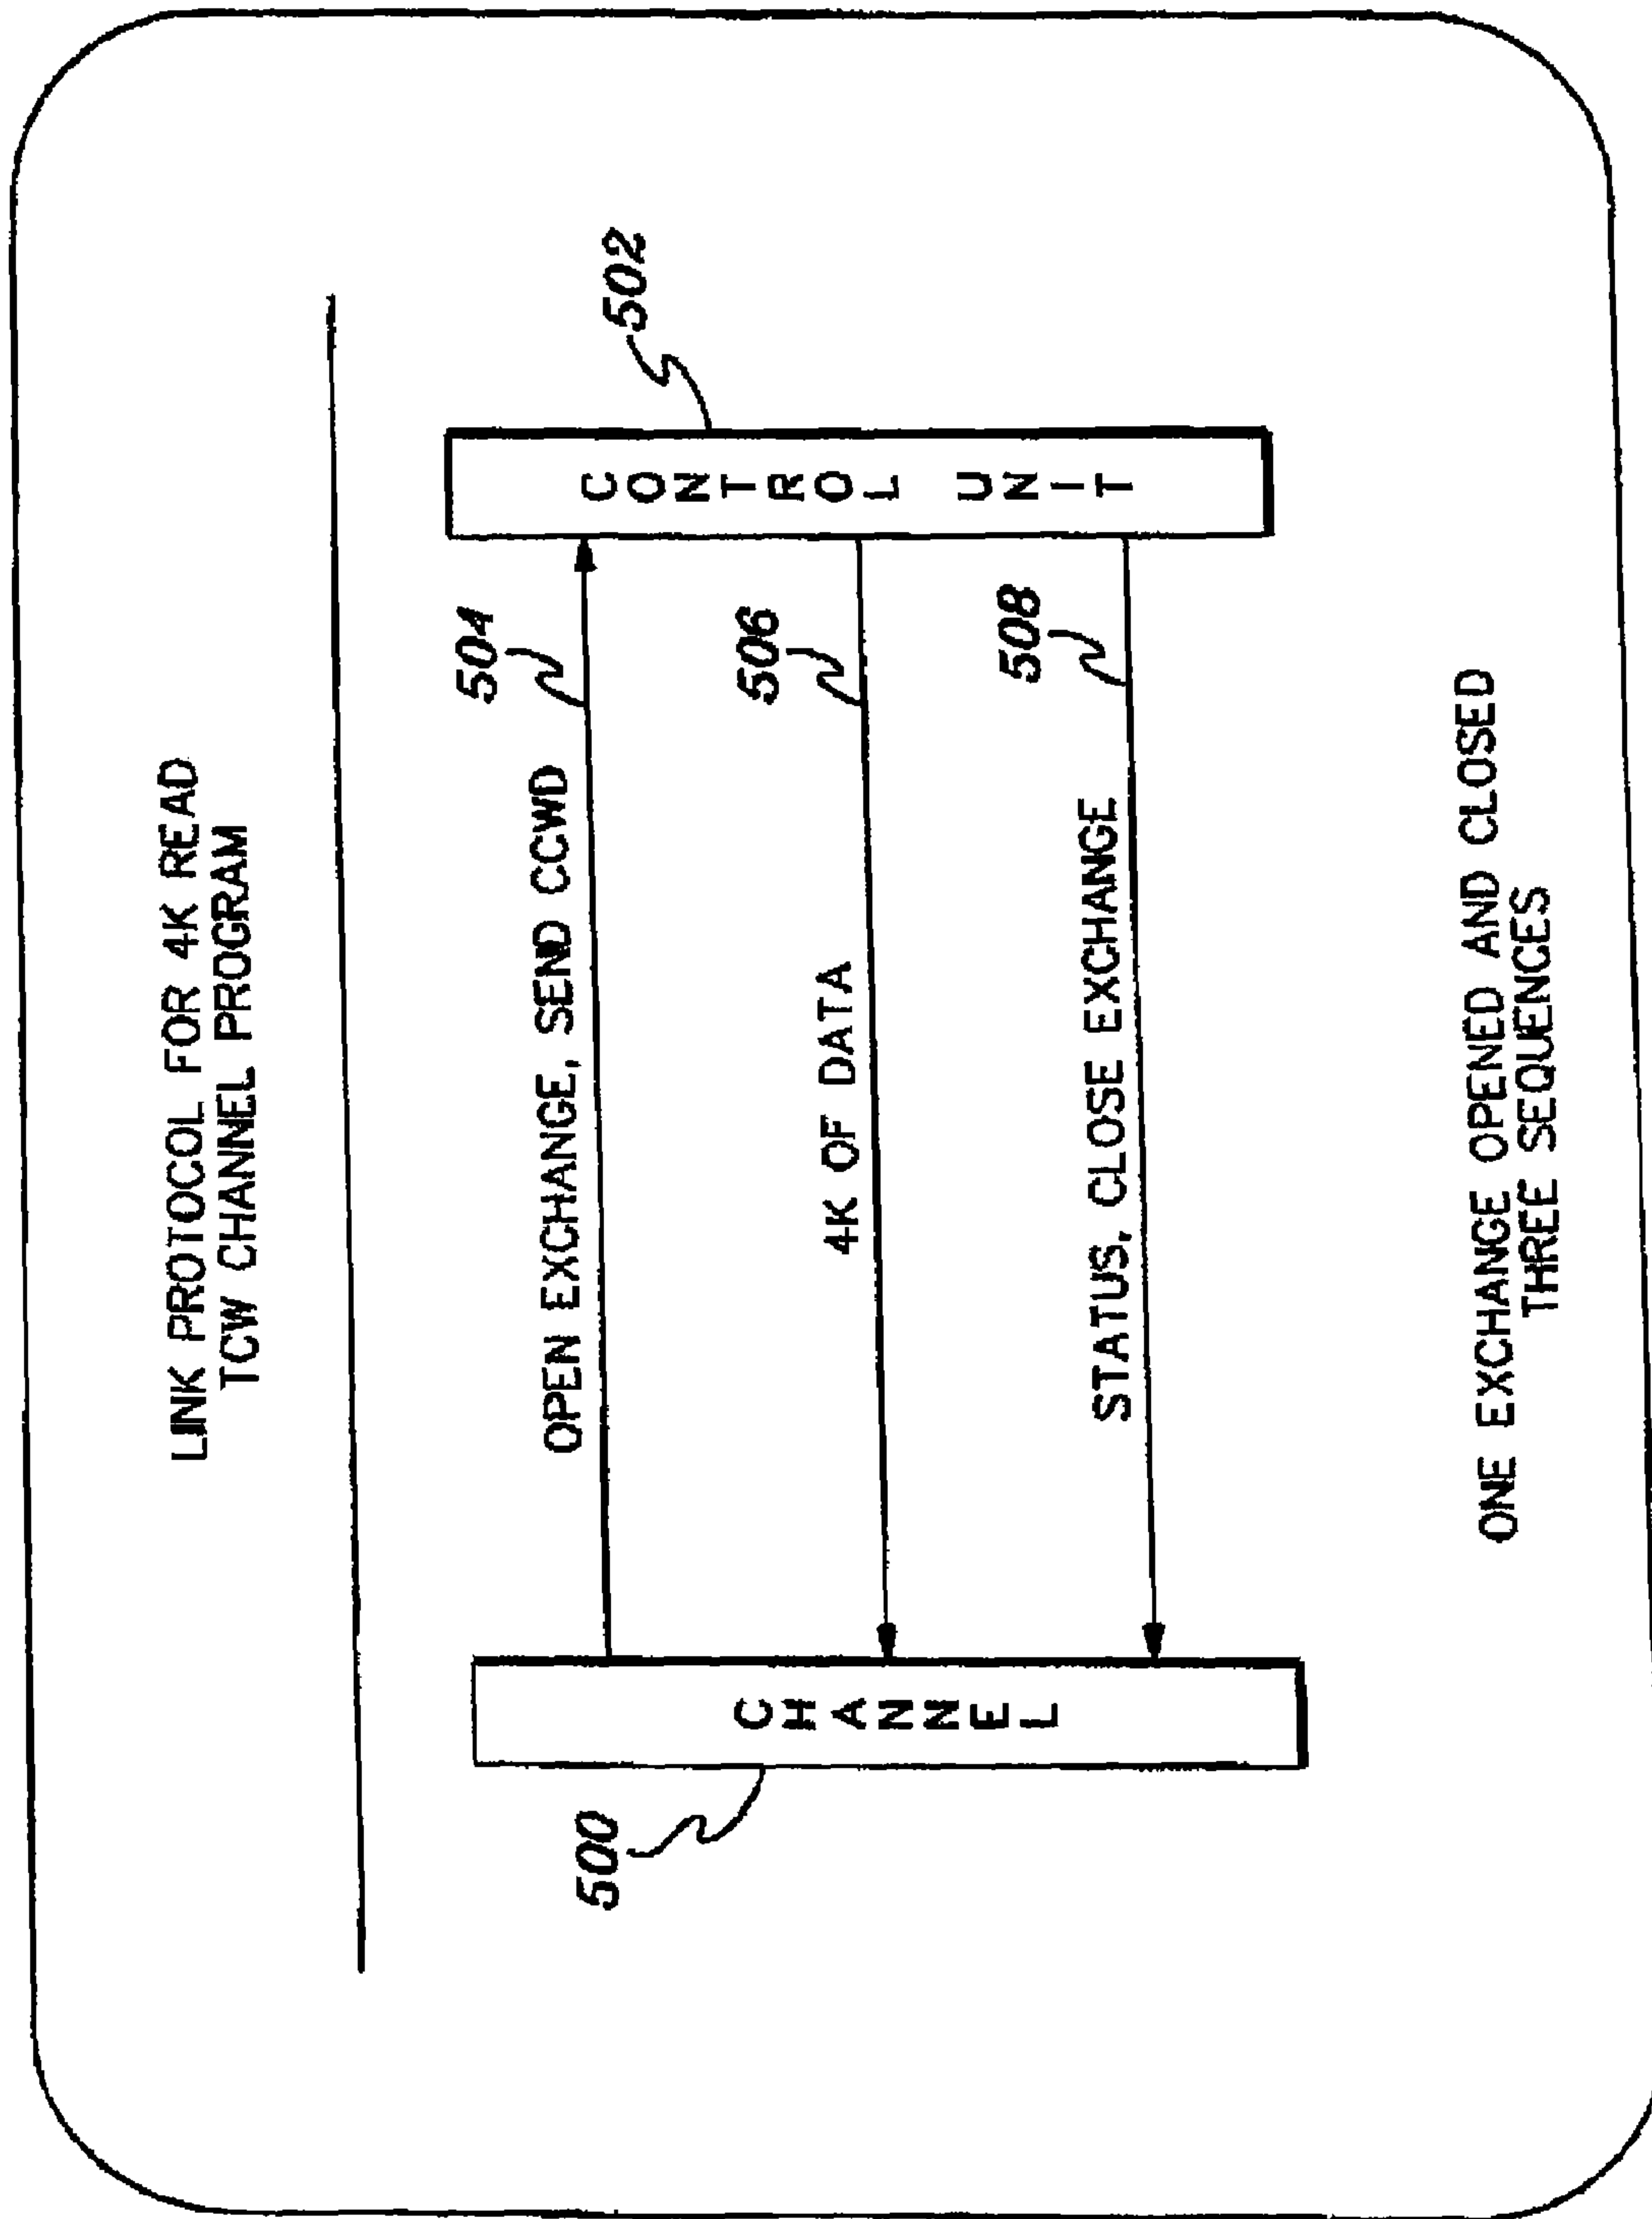 LINK PROTOCOL FOR 4K READ
TCW CHANNEL PROGRAM
500
CHANNEL
OPEN EXCHANGE, SEND CCWD
504
4K OF DATA
506
STATUS, CLOSE EXCHANGE
508
CONTROL UNIT
502
ONE EXCHANGE OPENED AND CLOSED
THREE SEQUENCES